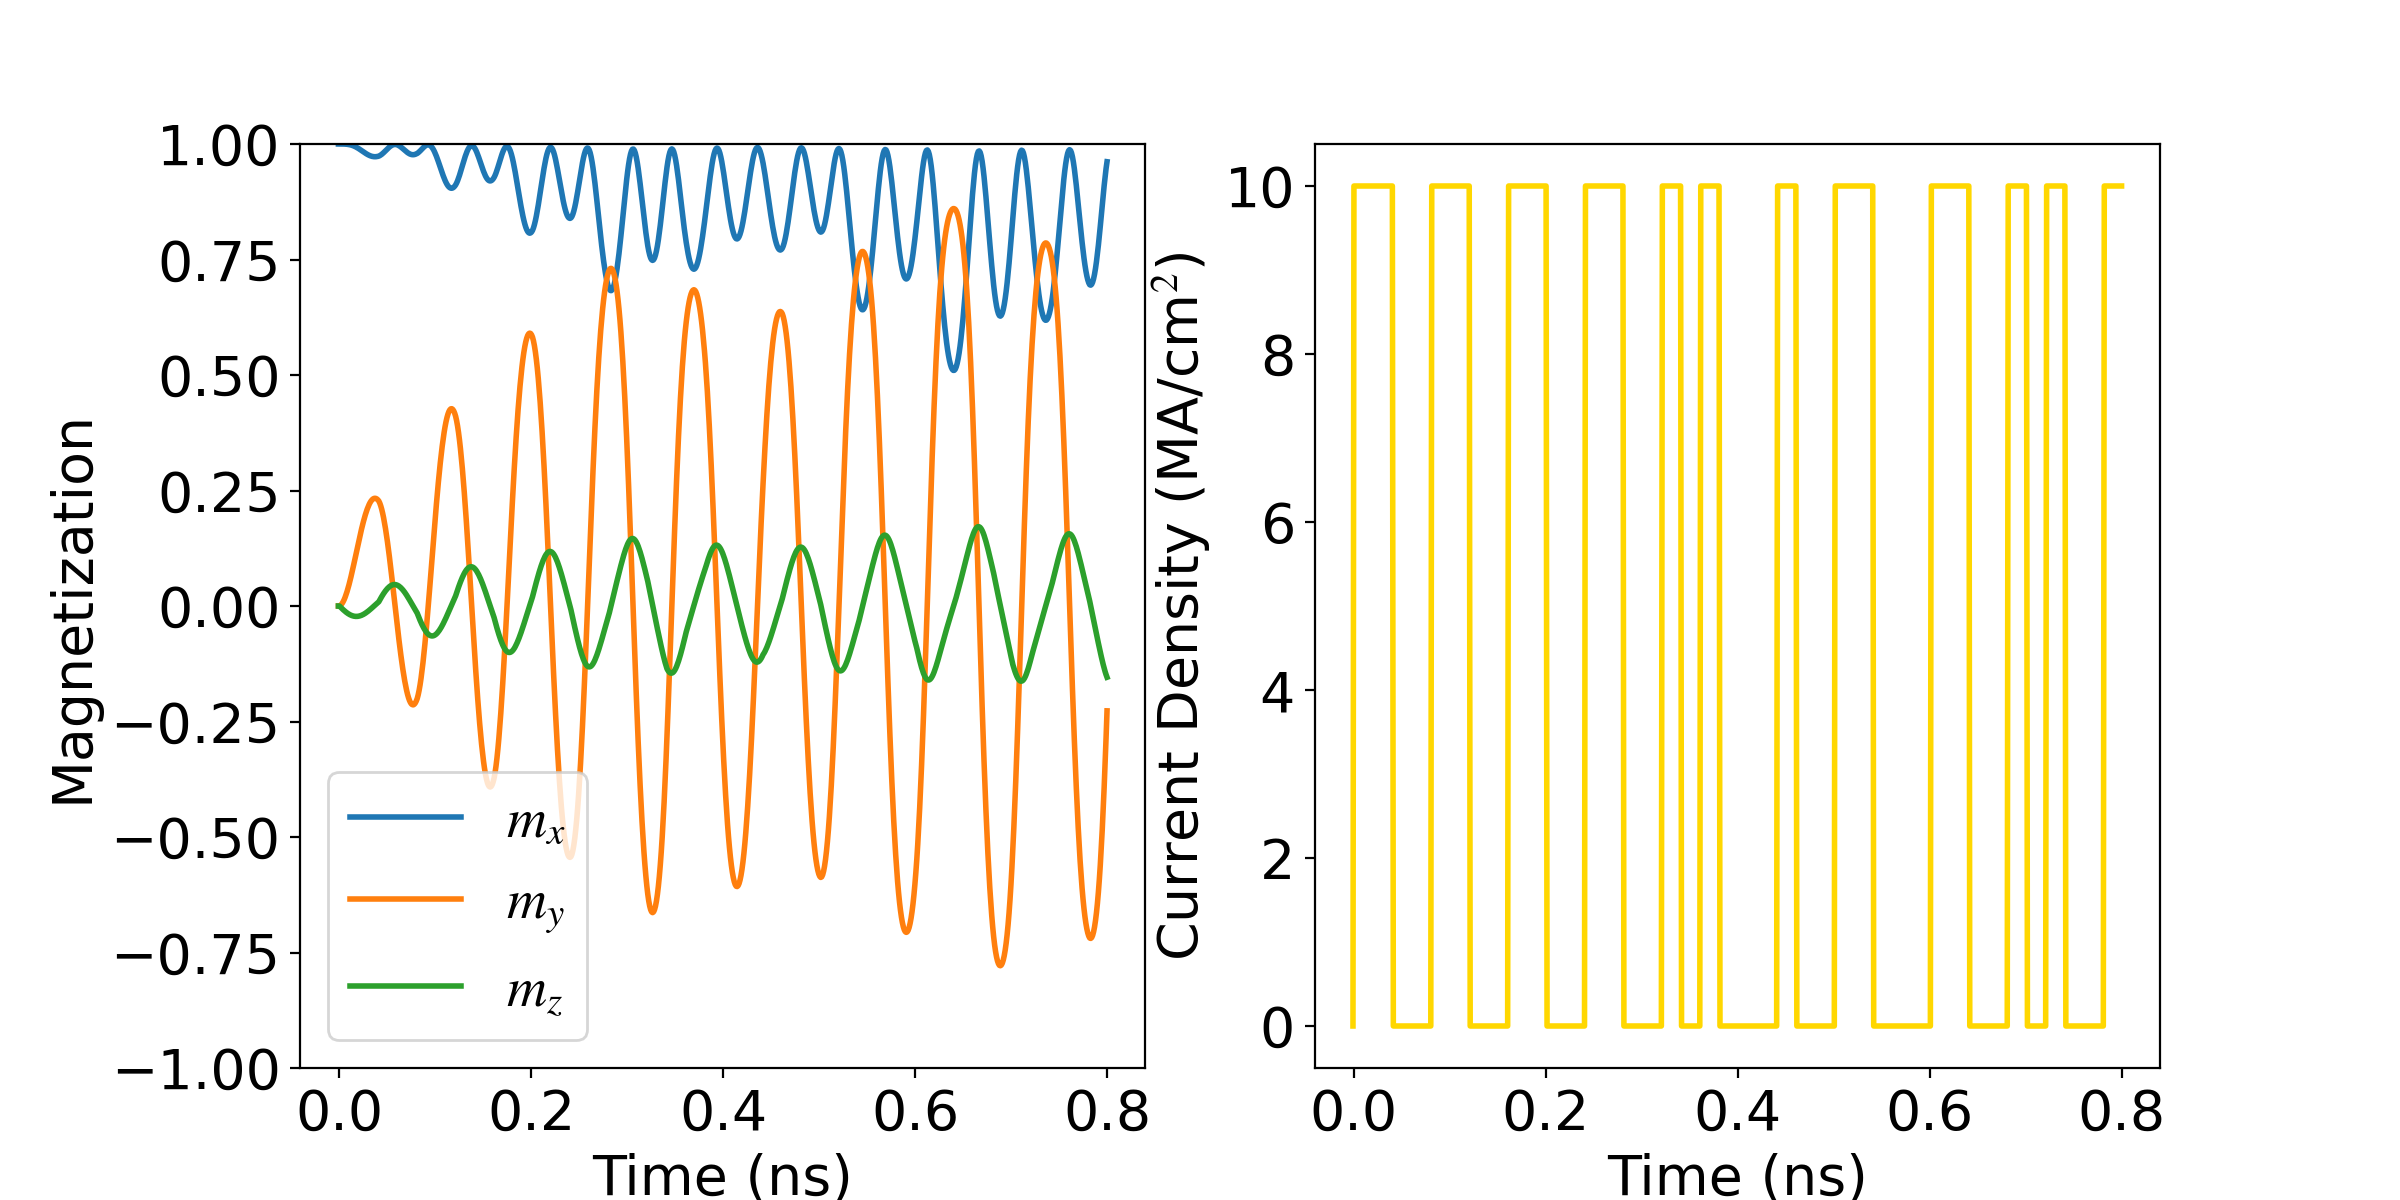 Magnetization
1.00
0.75
0.50
0.25
0.00
−0.25
−0.50
−0.75
−1.00
m_x
m_y
m_z
0.0 0.2 0.4 0.6 0.8
Time (ns)
Current Density (MA/cm²)
10
8
6
4
2
0
0.0 0.2 0.4 0.6 0.8
Time (ns)